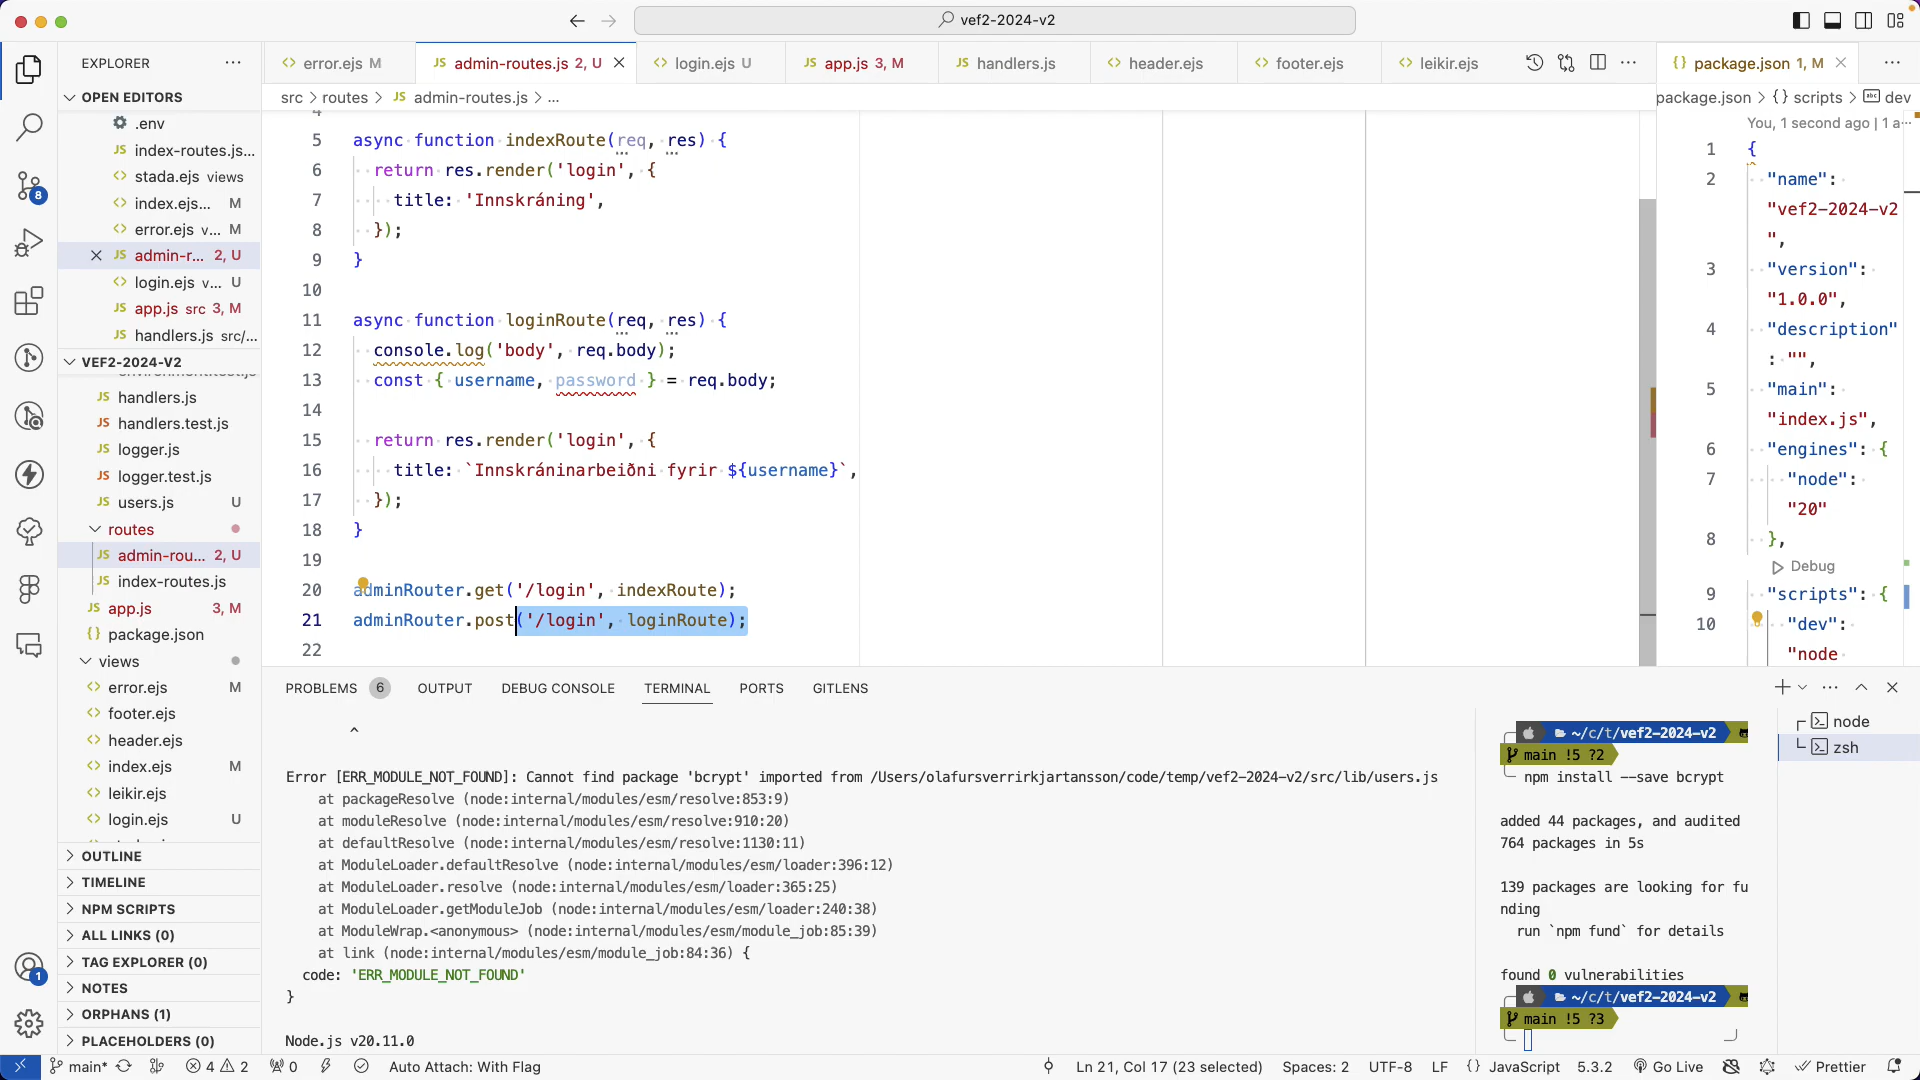 vef2-2024-v2
EXPLORER
OPEN EDITORS
.env
JS index-routes.js...
stada.ejs views
index.ejs... M
error.ejs v... M
JS admin-r... 2, U
login.ejs v... U
JS app.js src 3, M
JS handlers.js src/...
VEF2-2024-V2
JS handlers.js
JS handlers.test.js
JS logger.js
JS logger.test.js
JS users.js U
routes
JS admin-rou... 2, U
JS index-routes.js
JS app.js 3, M
{} package.json
views
<> error.ejs M
<> footer.ejs
<> header.ejs
<> index.ejs M
<> leikir.ejs
<> login.ejs U
OUTLINE
TIMELINE
NPM SCRIPTS
ALL LINKS (0)
TAG EXPLORER (0)
NOTES
ORPHANS (1)
PLACEHOLDERS (0)
8
1
<> error.ejs M JS admin-routes.js 2, U <> login.ejs U JS app.js 3, M JS handlers.js <> header.ejs <> footer.ejs <> leikir.ejs
src > routes > JS admin-routes.js > ...
4
5 async function indexRoute(req, res) {
6 return res.render('login', {
7 title: 'Innskráning',
8 });
9 }
10
11 async function loginRoute(req, res) {
12 console.log('body', req.body);
13 const { username, password } = req.body;
14
15 return res.render('login', {
16 title: `Innskráninarbeiðni fyrir ${username}`,
17 });
18 }
19
20 adminRouter.get('/login', indexRoute);
21 adminRouter.post('/login', loginRoute);
22
{} package.json 1, M
package.json > {} scripts > dev
You, 1 second ago | 1 a...
1 {
2 "name":
"vef2-2024-v2
",
3 "version":
"1.0.0",
4 "description"
: "",
5 "main":
"index.js",
6 "engines": {
7 "node":
"20"
8 },
Debug
9 "scripts": {
10 "dev":
"node
PROBLEMS 6 OUTPUT DEBUG CONSOLE TERMINAL PORTS GITLENS
^
Error [ERR_MODULE_NOT_FOUND]: Cannot find package 'bcrypt' imported from /Users/olafursverrirkjartansson/code/temp/vef2-2024-v2/src/lib/users.js
at packageResolve (node:internal/modules/esm/resolve:853:9)
at moduleResolve (node:internal/modules/esm/resolve:910:20)
at defaultResolve (node:internal/modules/esm/resolve:1130:11)
at ModuleLoader.defaultResolve (node:internal/modules/esm/loader:396:12)
at ModuleLoader.resolve (node:internal/modules/esm/loader:365:25)
at ModuleLoader.getModuleJob (node:internal/modules/esm/loader:240:38)
at ModuleWrap.<anonymous> (node:internal/modules/esm/module_job:85:39)
at link (node:internal/modules/esm/module_job:84:36) {
code: 'ERR_MODULE_NOT_FOUND'
}
Node.js v20.11.0
~/c/t/vef2-2024-v2
main !5 ?2
npm install --save bcrypt
added 44 packages, and audited
764 packages in 5s
139 packages are looking for fu
nding
run `npm fund` for details
found 0 vulnerabilities
~/c/t/vef2-2024-v2
main !5 ?3
node
zsh
main* 4 2 0 Auto Attach: With Flag Ln 21, Col 17 (23 selected) Spaces: 2 UTF-8 LF {} JavaScript 5.3.2 Go Live Prettier